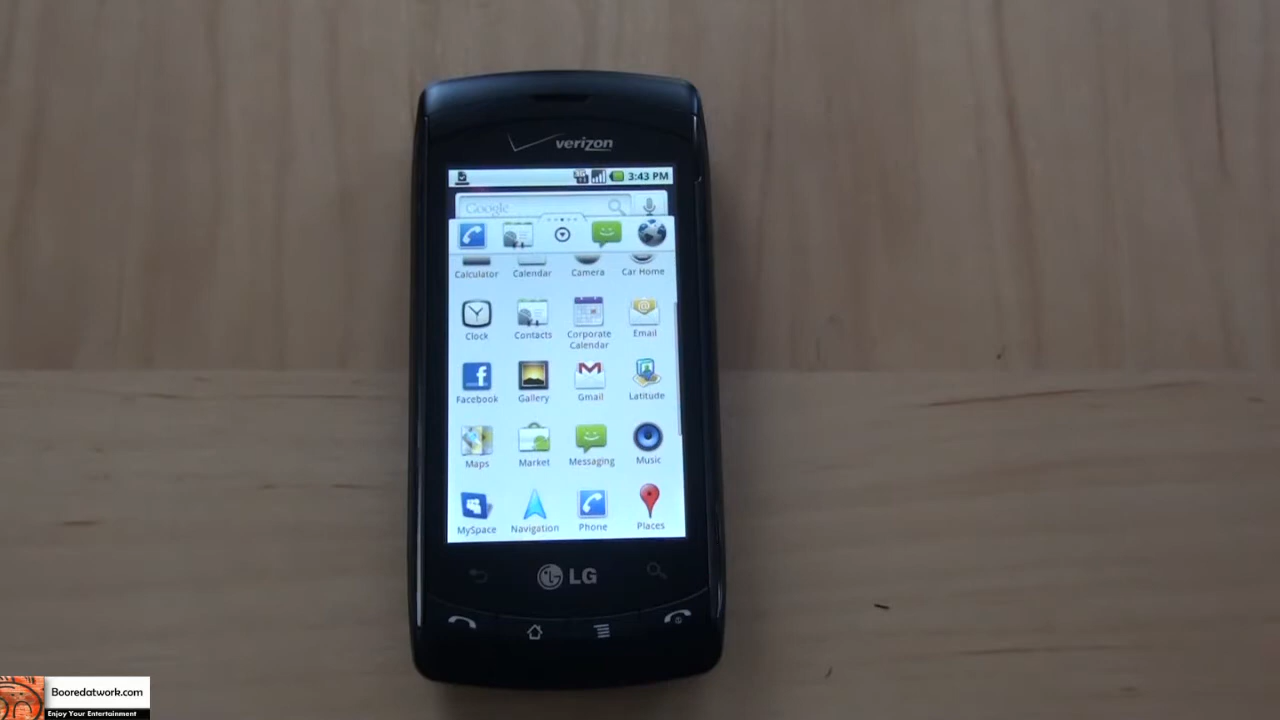 verizon
3G
3:43 PM
Google
Calculator
Calendar
Camera
Car Home
Clock
Contacts
Corporate
Calendar
Email
Facebook
Gallery
Gmail
Latitude
Maps
Market
Messaging
Music
MySpace
Navigation
Phone
Places
LG
Booredatwork.com
Enjoy Your Entertainment